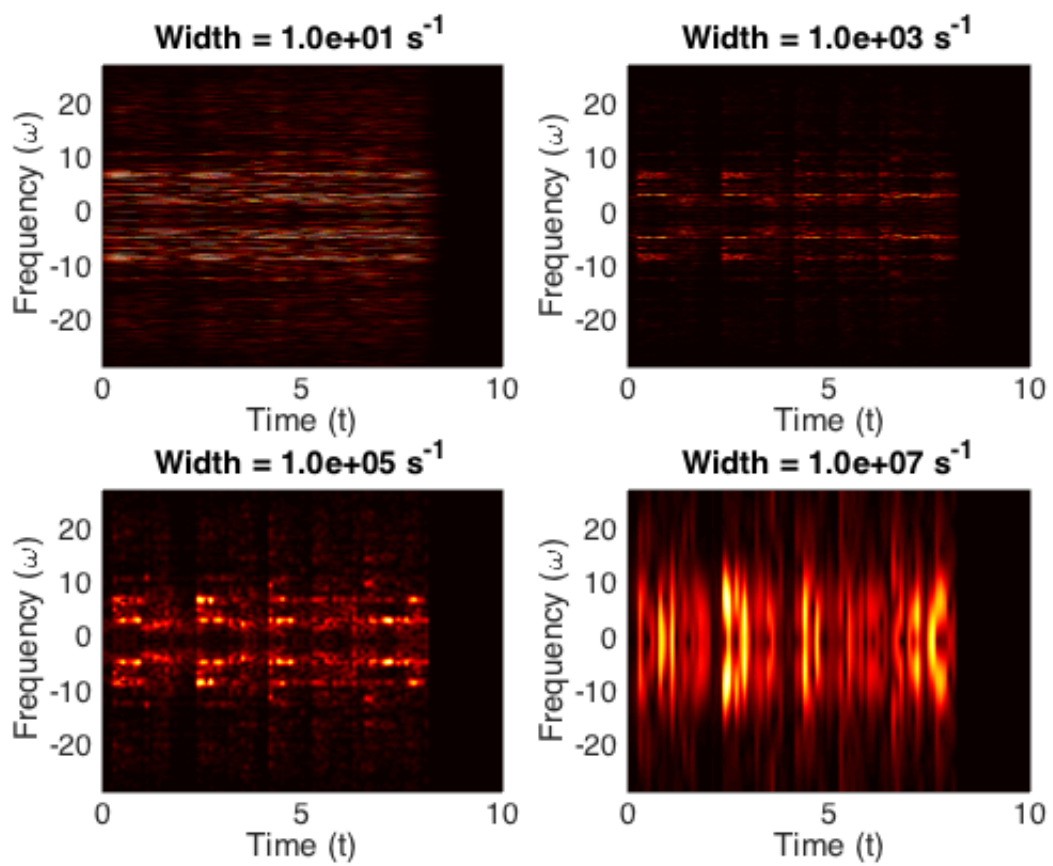 Width = 1.0e+01 s⁻¹
Frequency (ω)
20
10
0
-10
-20
0 5 10
Time (t)
Width = 1.0e+03 s⁻¹
Frequency (ω)
20
10
0
-10
-20
0 5 10
Time (t)
Width = 1.0e+05 s⁻¹
Frequency (ω)
20
10
0
-10
-20
0 5 10
Time (t)
Width = 1.0e+07 s⁻¹
Frequency (ω)
20
10
0
-10
-20
0 5 10
Time (t)